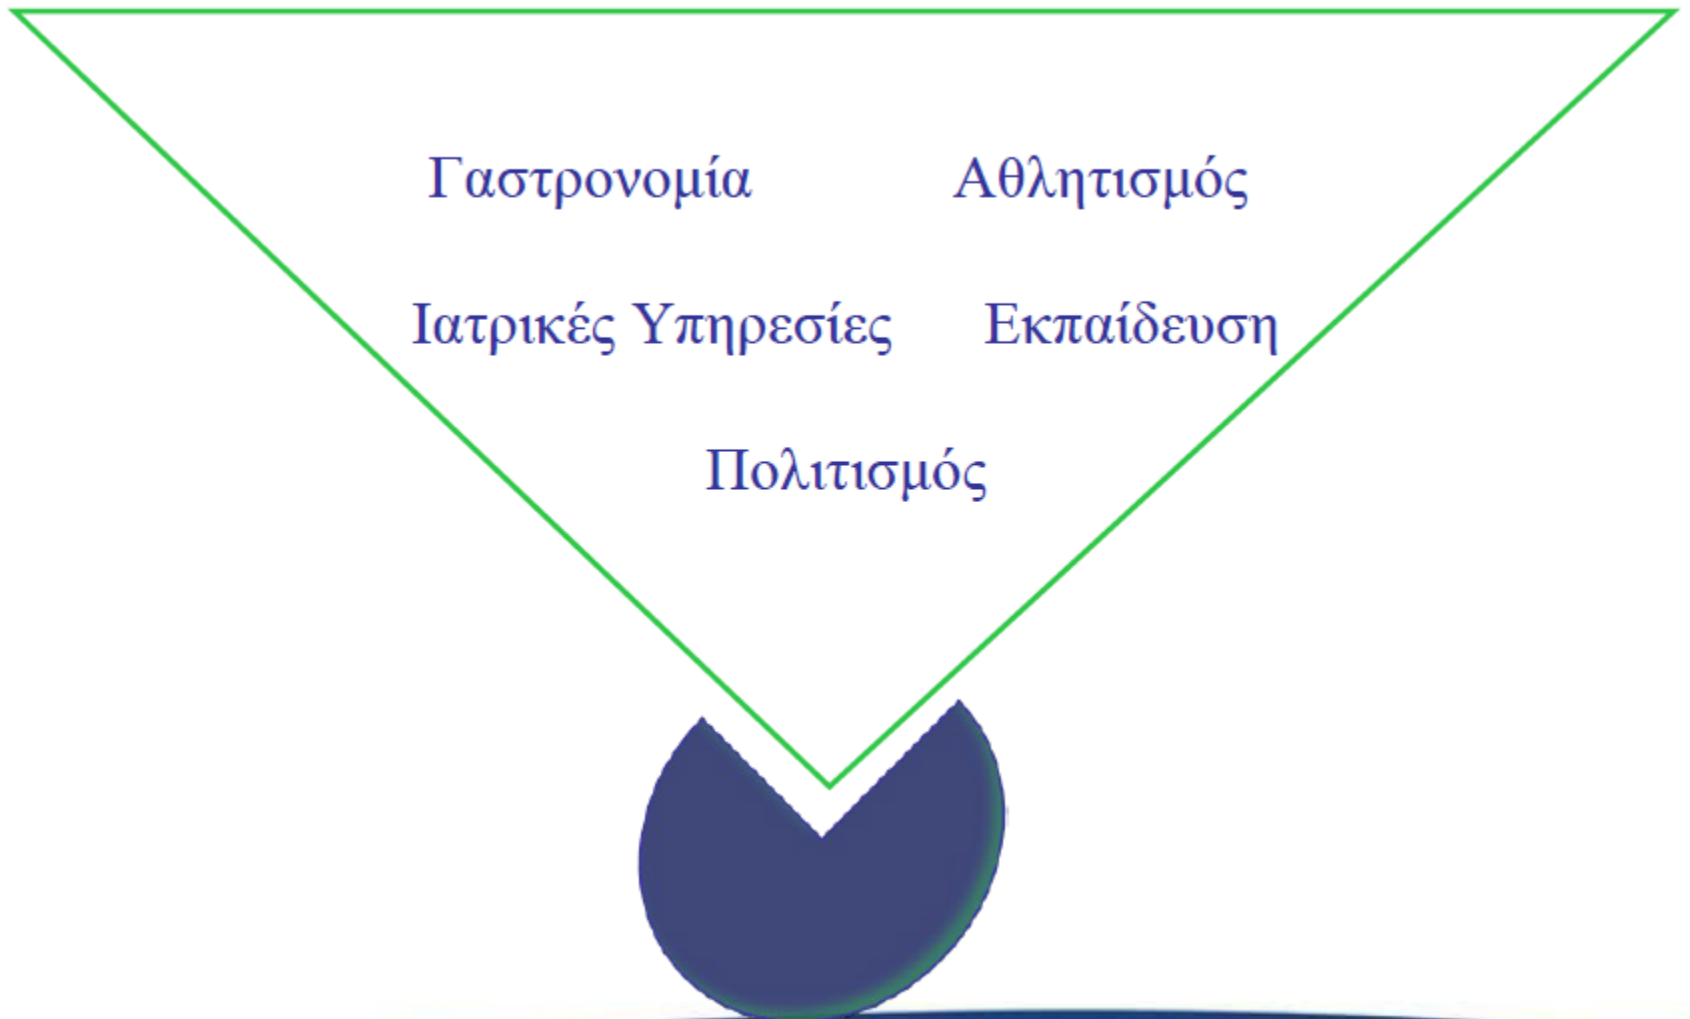 Γαστρονομία Αθλητισμός
Ιατρικές Υπηρεσίες Εκπαίδευση
Πολιτισμός